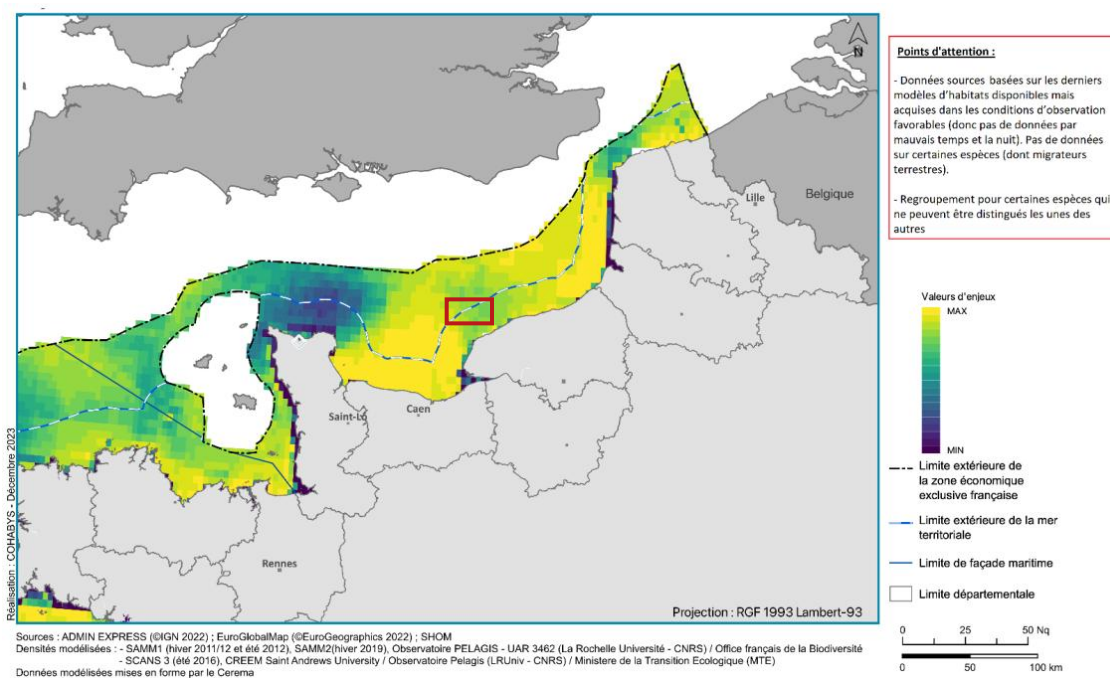 N
Lille
Belgique
Saint-Lô
Caen
Rennes
Projection : RGF 1993 Lambert-93
Réalisation : COHABYS - Décembre 2023
Points d'attention :
- Données sources basées sur les derniers
modèles d'habitats disponibles mais
acquises dans les conditions d'observation
favorables (donc pas de données par
mauvais temps et la nuit). Pas de données
sur certaines espèces (dont migrateurs
terrestres).
- Regroupement pour certaines espèces qui
ne peuvent être distingués les unes des
autres
Valeurs d'enjeux
MAX
MIN
Limite extérieure de
la zone économique
exclusive française
Limite extérieure de la mer
territoriale
Limite de façade maritime
Limite départementale
0 25 50 Nq
0 50 100 km
Sources : ADMIN EXPRESS (©IGN 2022) ; EuroGlobalMap (©EuroGeographics 2022) ; SHOM
Densités modélisées : - SAMM1 (hiver 2011/12 et été 2012), SAMM2(hiver 2019), Observatoire PELAGIS - UAR 3462 (La Rochelle Université - CNRS) / Office français de la Biodiversité
- SCANS 3 (été 2016), CREEM Saint Andrews University / Observatoire Pelagis (LRUniv - CNRS) / Ministere de la Transition Ecologique (MTE)
Données modélisées mises en forme par le Cerema